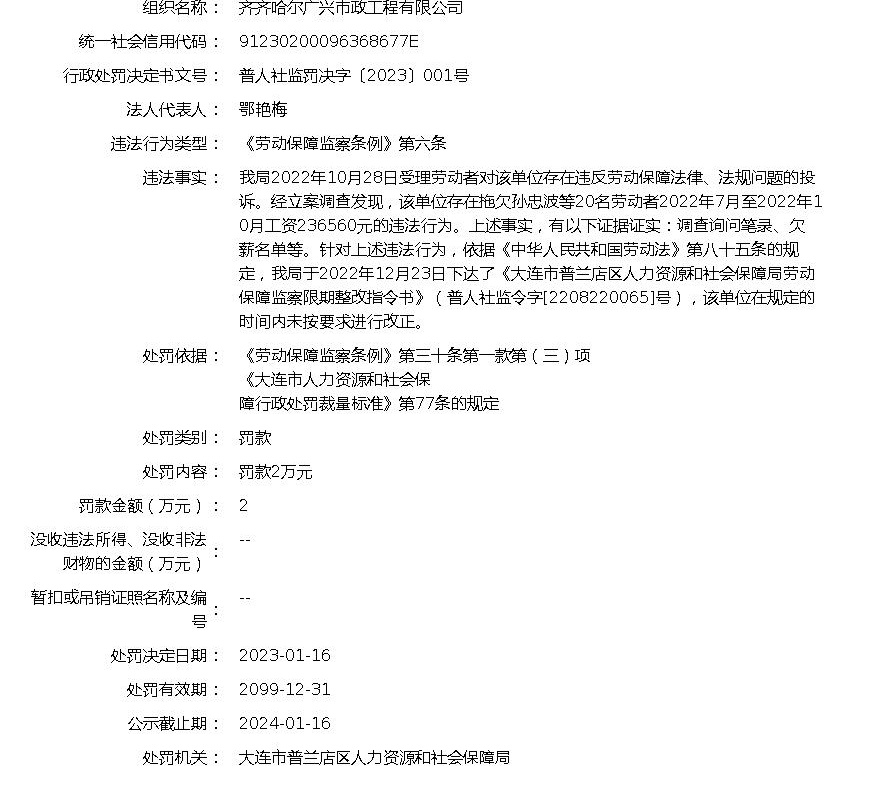 组织名称： 齐齐哈尔广兴市政工程有限公司
统一社会信用代码： 91230200096368677E
行政处罚决定书文号： 普人社监罚决字〔2023〕001号
法人代表人： 鄂艳梅
违法行为类型： 《劳动保障监察条例》第六条
违法事实： 我局2022年10月28日受理劳动者对该单位存在违反劳动保障法律、法规问题的投
诉。经立案调查发现，该单位存在拖欠孙忠波等20名劳动者2022年7月至2022年1
0月工资236560元的违法行为。上述事实，有以下证据证实：调查询问笔录、欠
薪名单等。针对上述违法行为，依据《中华人民共和国劳动法》第八十五条的规
定，我局于2022年12月23日下达了《大连市普兰店区人力资源和社会保障局劳动
保障监察限期整改指令书》（普人社监令字[2208220065]号），该单位在规定的
时间内未按要求进行改正。
处罚依据： 《劳动保障监察条例》第三十条第一款第（三）项
《大连市人力资源和社会保
障行政处罚裁量标准》第77条的规定
处罚类别： 罚款
处罚内容： 罚款2万元
罚款金额（万元）： 2
没收违法所得、没收非法
财物的金额（万元）： --
暂扣或吊销证照名称及编
号： --
处罚决定日期： 2023-01-16
处罚有效期： 2099-12-31
公示截止期： 2024-01-16
处罚机关： 大连市普兰店区人力资源和社会保障局